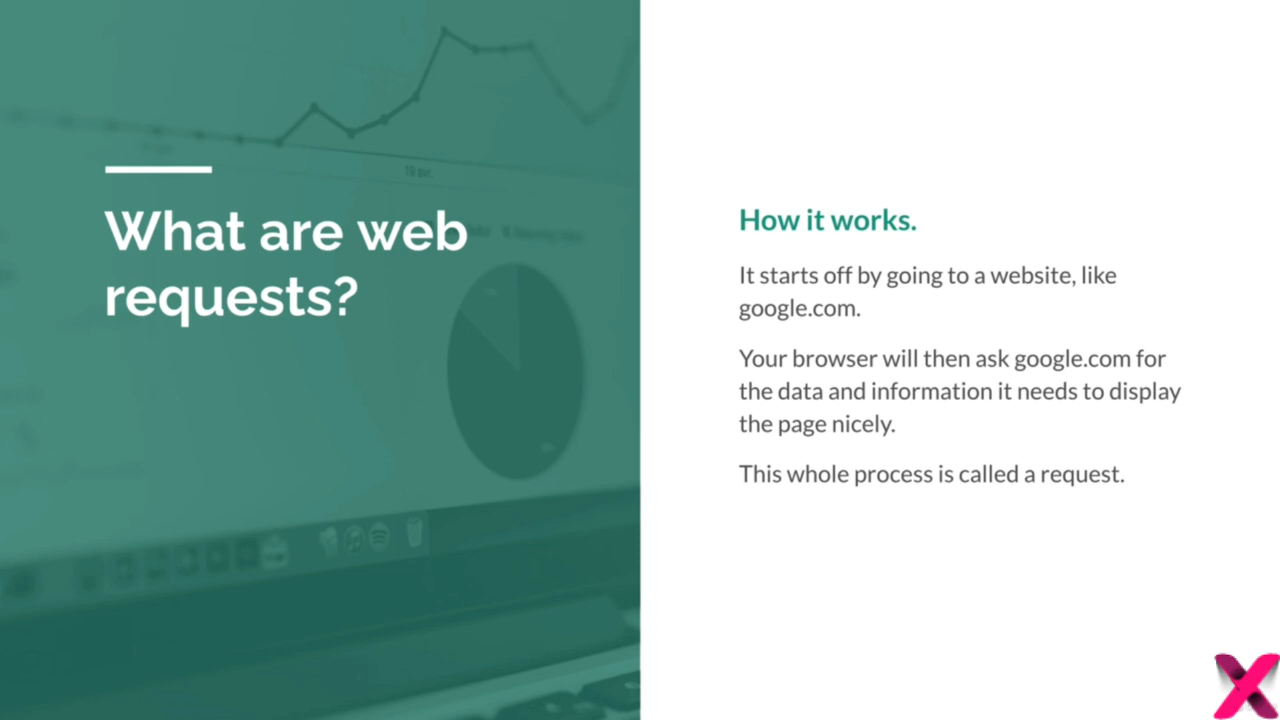 What are web
requests?
How it works.
It starts off by going to a website, like
google.com.
Your browser will then ask google.com for
the data and information it needs to display
the page nicely.
This whole process is called a request.